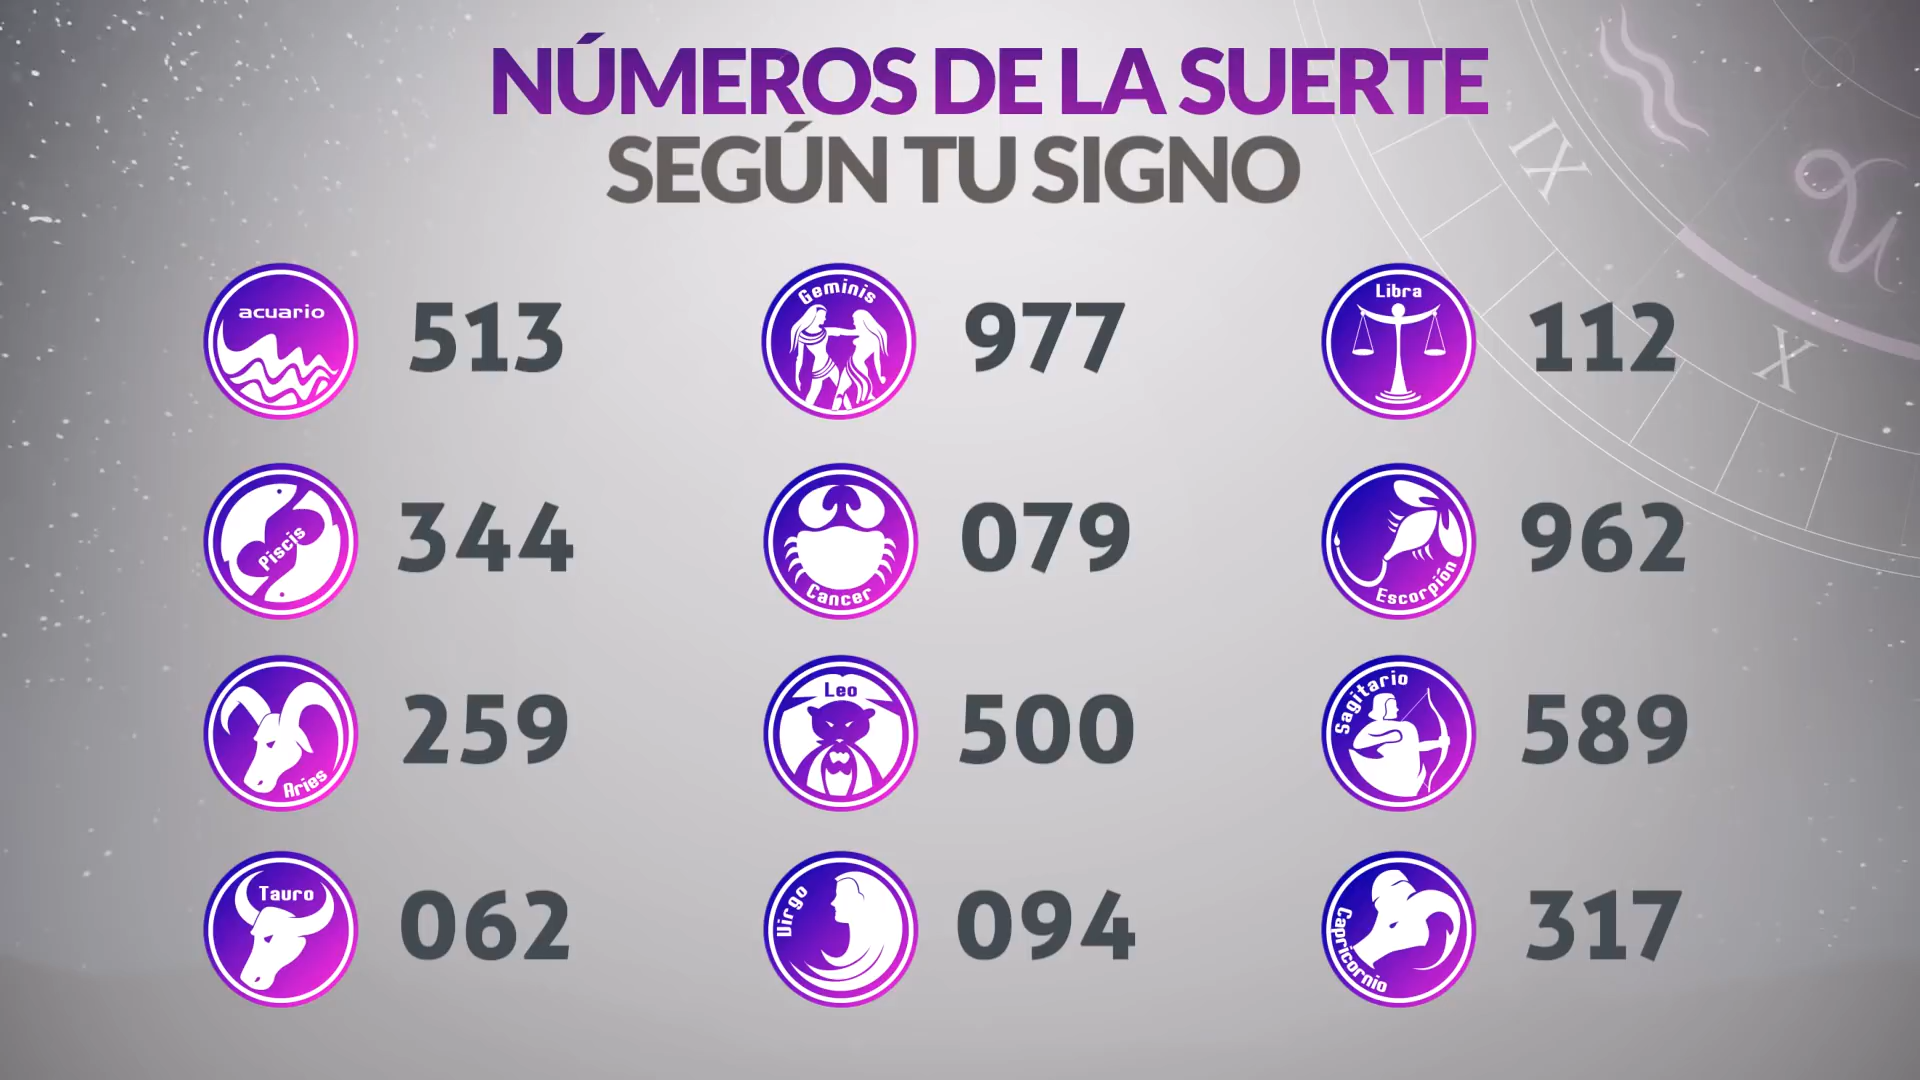 NÚMEROS DE LA SUERTE
SEGÚN TU SIGNO
IX
X
acuario 513
Geminis 977
Libra 112
Piscis 344
Cancer 079
Escorpión 962
Aries 259
Leo 500
Sagitario 589
Tauro 062
Virgo 094
Capricornio 317